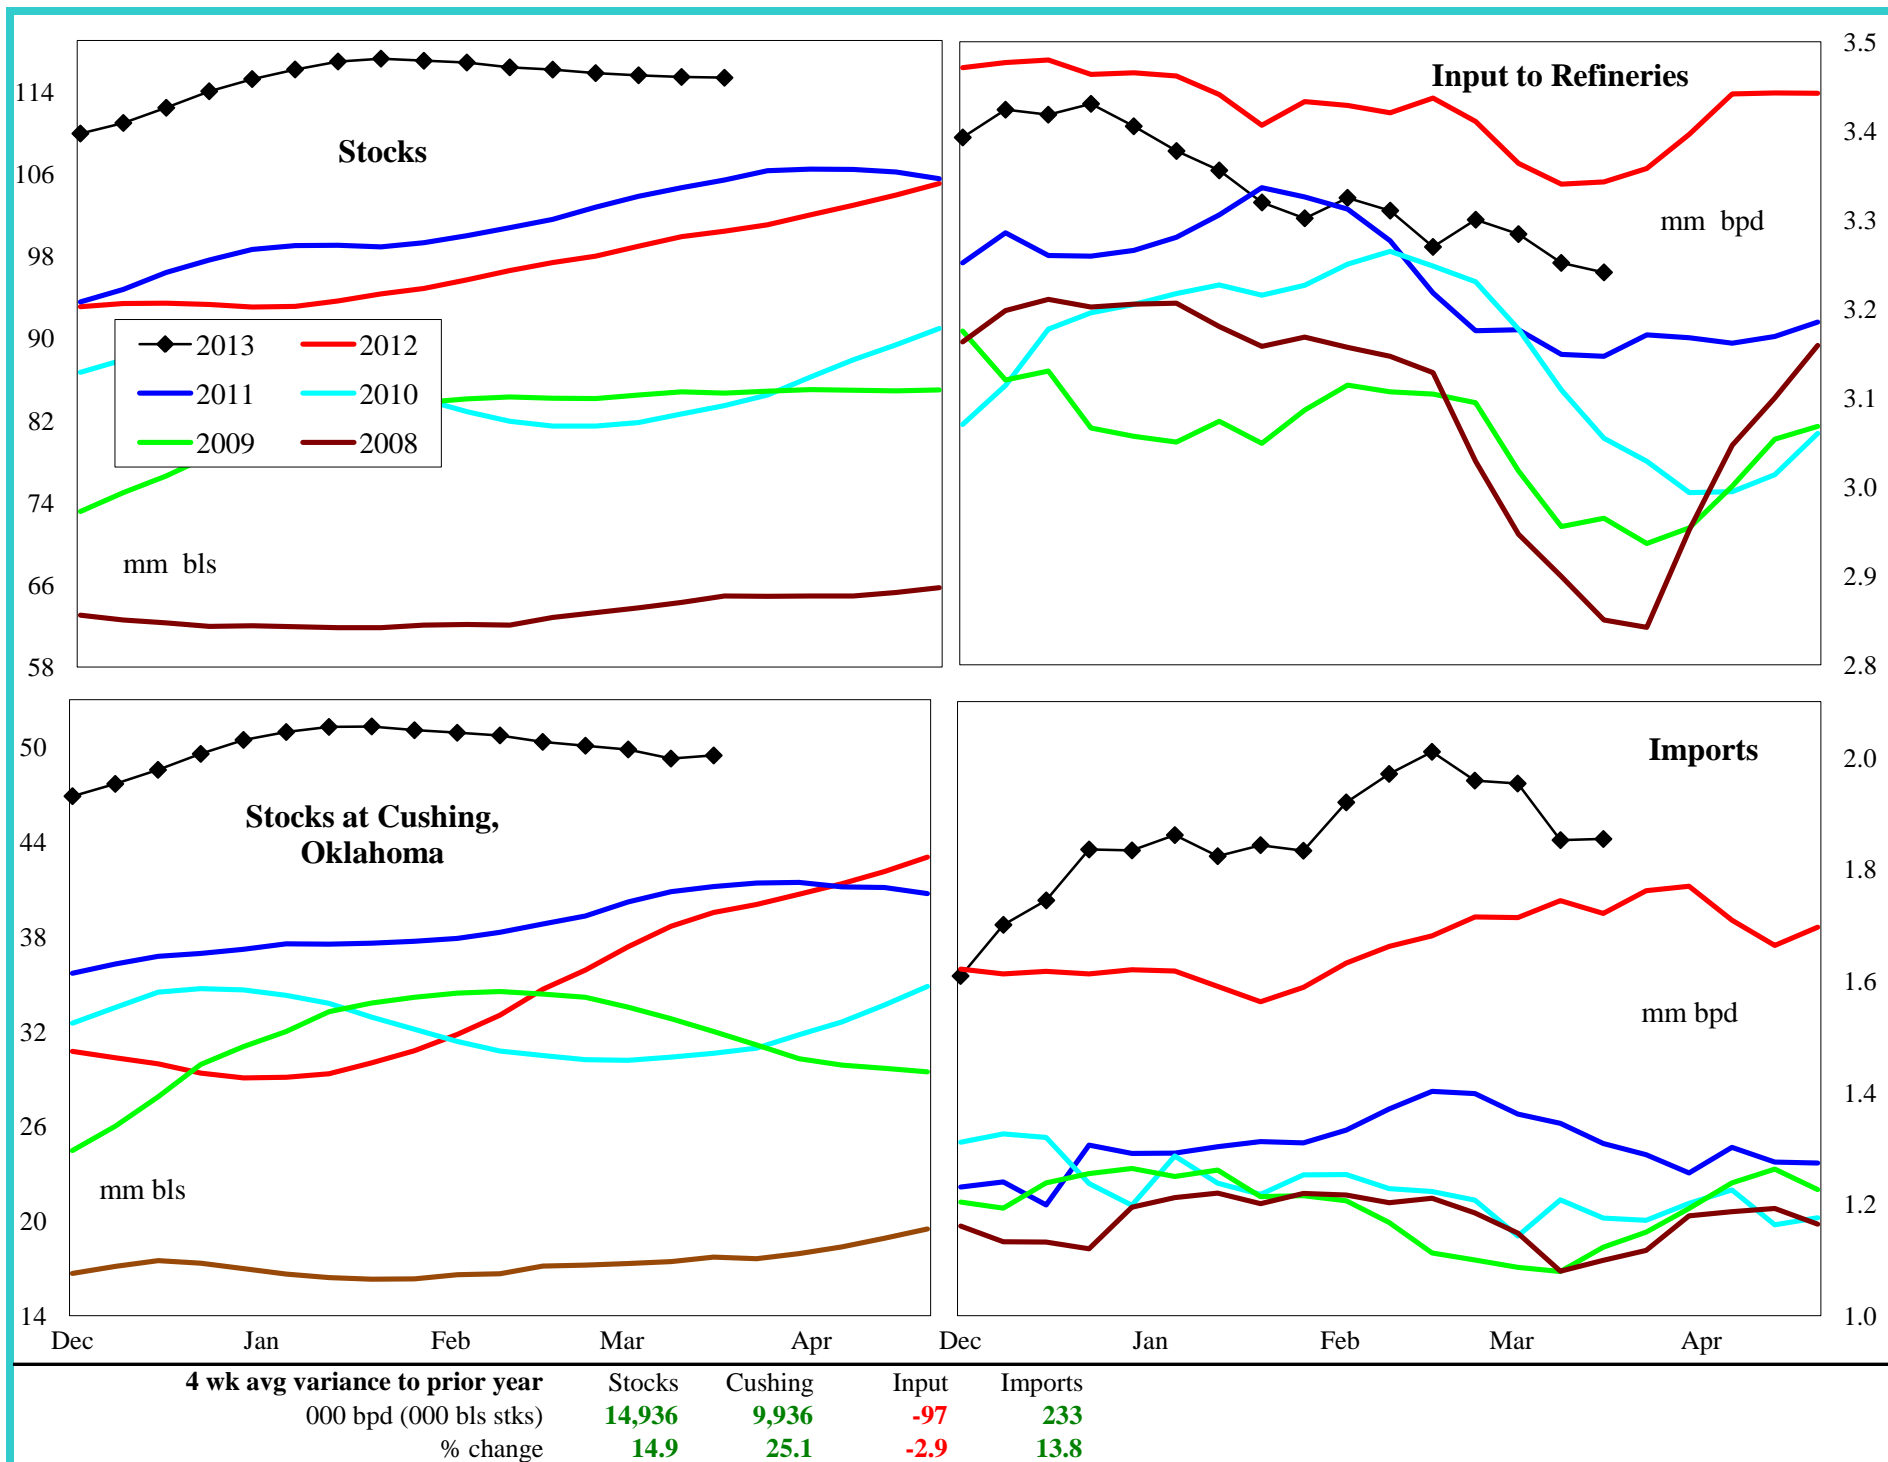 Stocks
114
106
98
90
82
74
66
58
2013 2012
2011 2010
2009 2008
mm bls
Input to Refineries
mm bpd
3.5
3.4
3.3
3.2
3.1
3.0
2.9
2.8
Stocks at Cushing,
Oklahoma
50
44
38
32
26
20
14
mm bls
Dec Jan Feb Mar Apr
Imports
mm bpd
2.0
1.8
1.6
1.4
1.2
1.0
Dec Jan Feb Mar Apr
4 wk avg variance to prior year Stocks Cushing Input Imports
000 bpd (000 bls stks) 14,936 9,936 -97 233
% change 14.9 25.1 -2.9 13.8